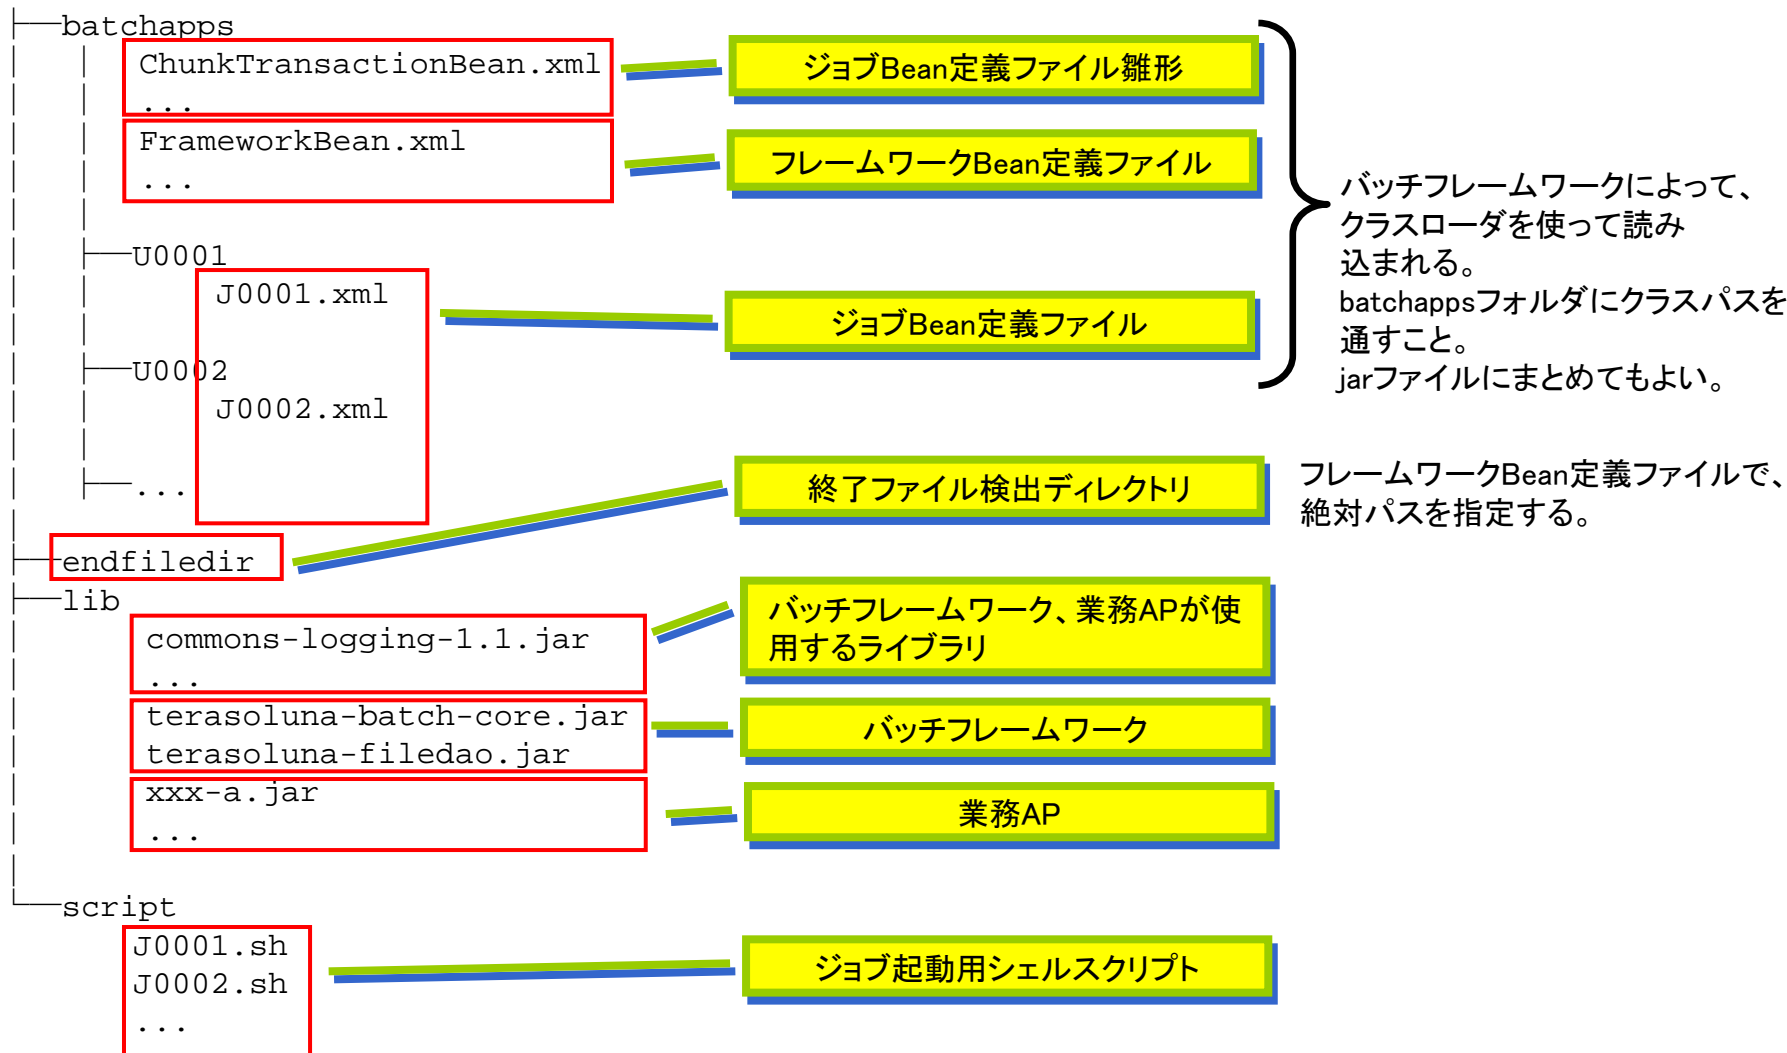 batchapps
ChunkTransactionBean.xml
...
ジョブBean定義ファイル雛形
FrameworkBean.xml
...
フレームワークBean定義ファイル
バッチフレームワークによって、
クラスローダを使って読み
込まれる。
batchappsフォルダにクラスパスを
通すこと。
jarファイルにまとめてもよい。
U0001
J0001.xml
ジョブBean定義ファイル
U0002
J0002.xml
...
終了ファイル検出ディレクトリ
フレームワークBean定義ファイルで、
絶対パスを指定する。
endfiledir
lib
commons-logging-1.1.jar
...
バッチフレームワーク、業務APが使
用するライブラリ
terasoluna-batch-core.jar
terasoluna-filedao.jar
バッチフレームワーク
xxx-a.jar
...
業務AP
script
J0001.sh
J0002.sh
...
ジョブ起動用シェルスクリプト